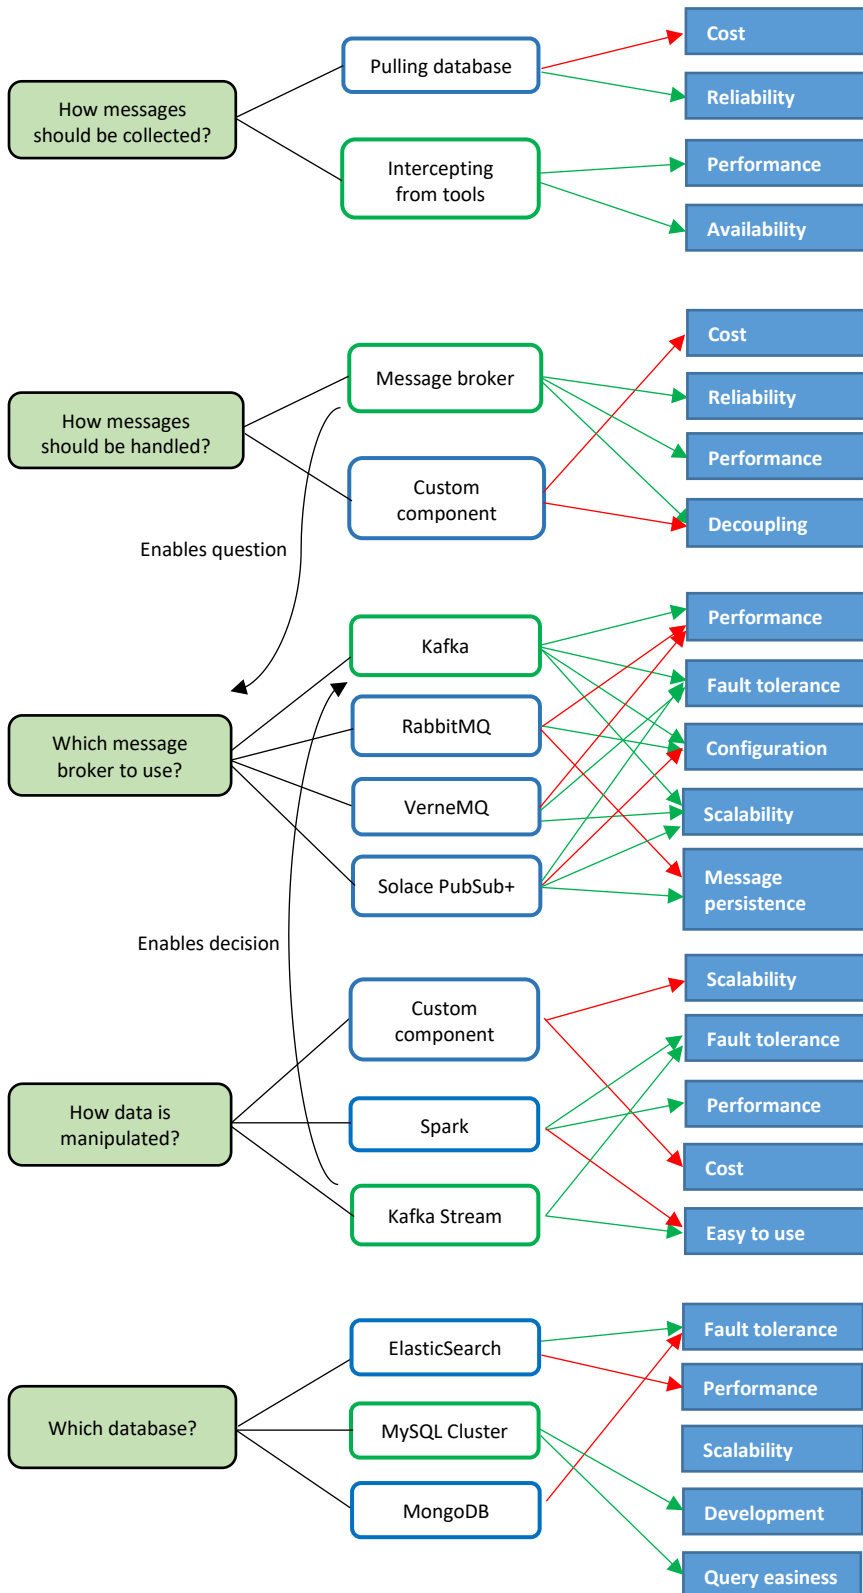 How messages
should be collected?
Pulling database
Intercepting
from tools
Cost
Reliability
Performance
Availability
How messages
should be handled?
Message broker
Custom
component
Cost
Reliability
Performance
Decoupling
Enables question
Which message
broker to use?
Kafka
RabbitMQ
VerneMQ
Solace PubSub+
Performance
Fault tolerance
Configuration
Scalability
Message
persistence
Enables decision
How data is
manipulated?
Custom
component
Spark
Kafka Stream
Scalability
Fault tolerance
Performance
Cost
Easy to use
Which database?
ElasticSearch
MySQL Cluster
MongoDB
Fault tolerance
Performance
Scalability
Development
Query easiness